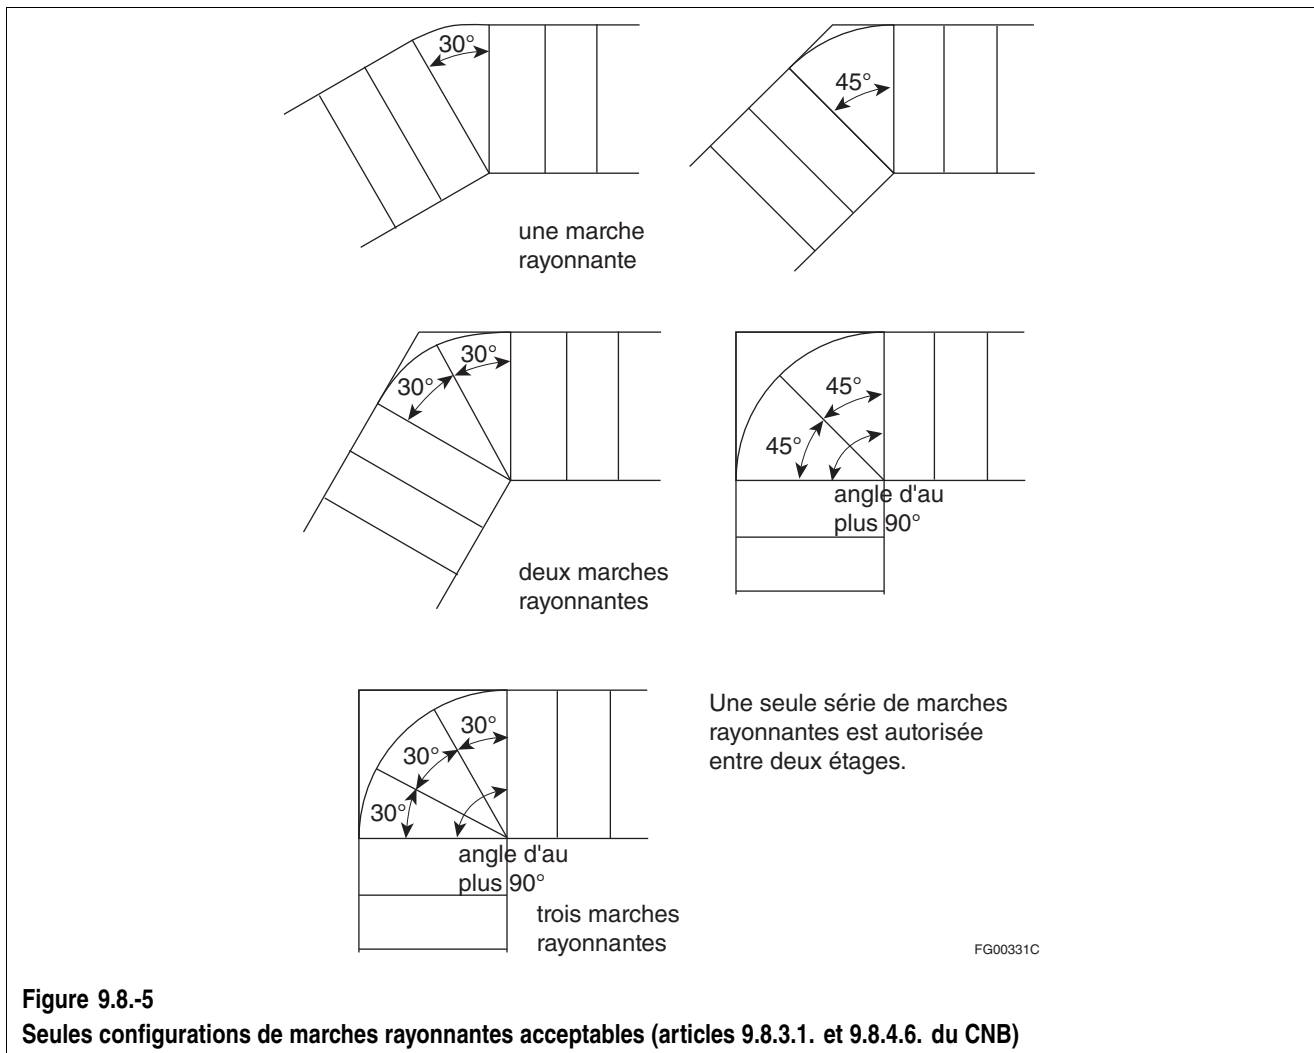 30°
45°
une marche
rayonnante
30°
30°
45°
45°
angle d'au
plus 90°
deux marches
rayonnantes
30°
30°
30°
angle d'au
plus 90°
trois marches
rayonnantes
Une seule série de marches
rayonnantes est autorisée
entre deux étages.
FG00331C
Figure 9.8.-5
Seules configurations de marches rayonnantes acceptables (articles 9.8.3.1. et 9.8.4.6. du CNB)